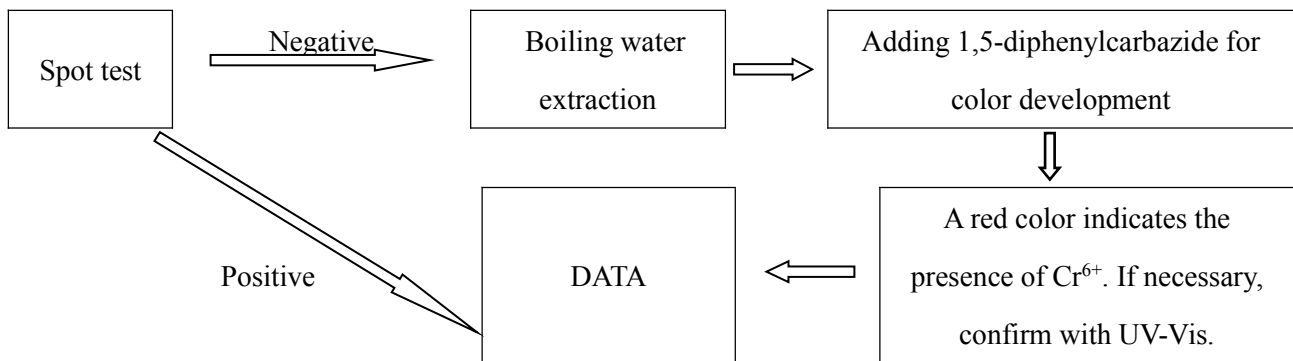 Spot test
Negative
Boiling water
extraction
Adding 1,5-diphenylcarbazide for
color development
A red color indicates the
presence of Cr⁶⁺. If necessary,
confirm with UV-Vis.
Positive
DATA